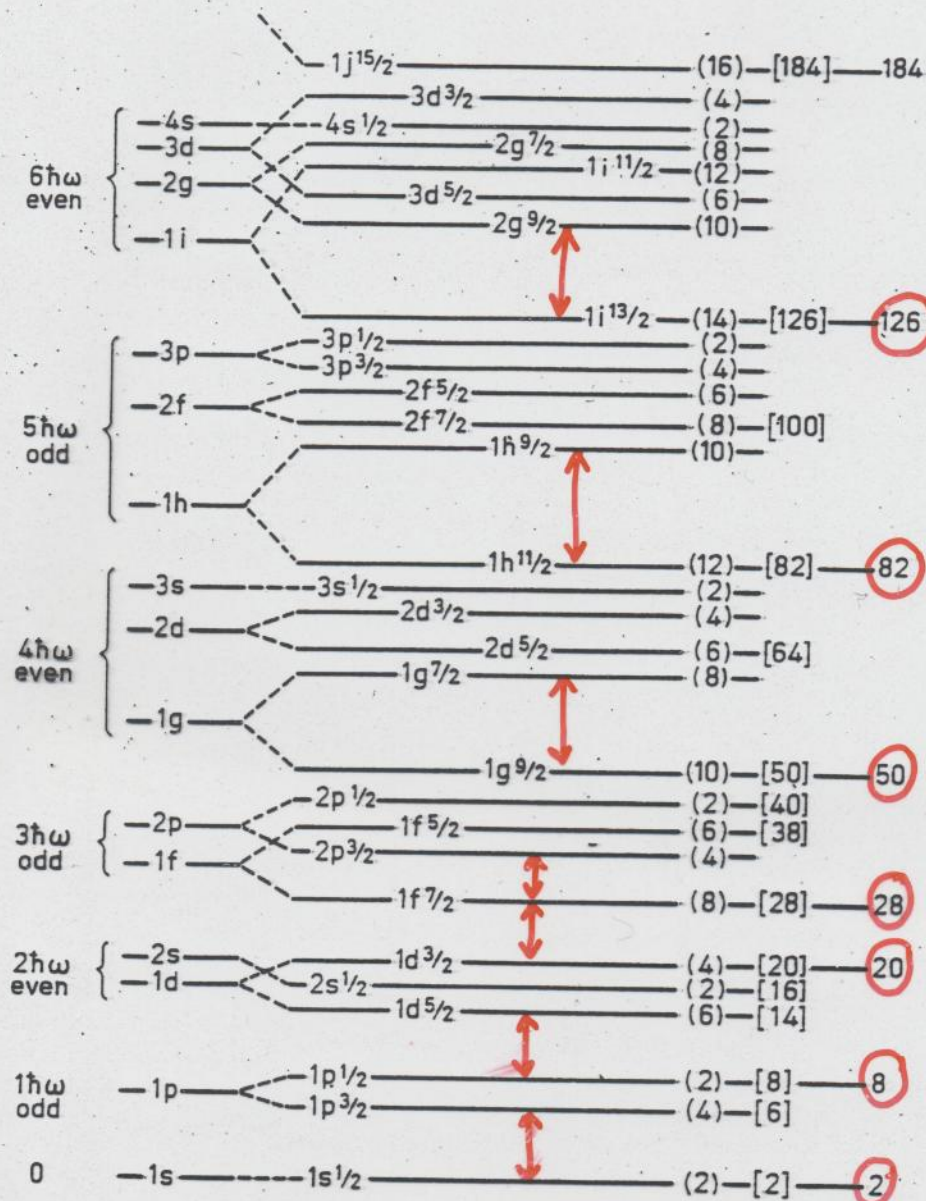 1j15/2 (16) [184] 184
3d3/2 (4)
4s 4s1/2 (2)
3d 2g7/2 (8)
6ħω 1i11/2 (12)
even 2g 3d5/2 (6)
2g9/2 (10)
1i
1i13/2 (14) [126] 126
3p 3p1/2 (2)
3p3/2 (4)
2f 2f5/2 (6)
5ħω 2f7/2 (8) [100]
odd 1h9/2 (10)
1h
1h11/2 (12) [82] 82
3s 3s1/2 (2)
2d 2d3/2 (4)
4ħω 2d5/2 (6) [64]
even 1g7/2 (8)
1g
1g9/2 (10) [50] 50
2p1/2 (2) [40]
3ħω 2p 1f5/2 (6) [38]
odd 1f 2p3/2 (4)
1f7/2 (8) [28] 28
2ħω 2s 1d3/2 (4) [20] 20
even 1d 2s1/2 (2) [16]
1d5/2 (6) [14]
1ħω 1p 1p1/2 (2) [8] 8
odd 1p3/2 (4) [6]
0 1s 1s1/2 (2) [2] 2